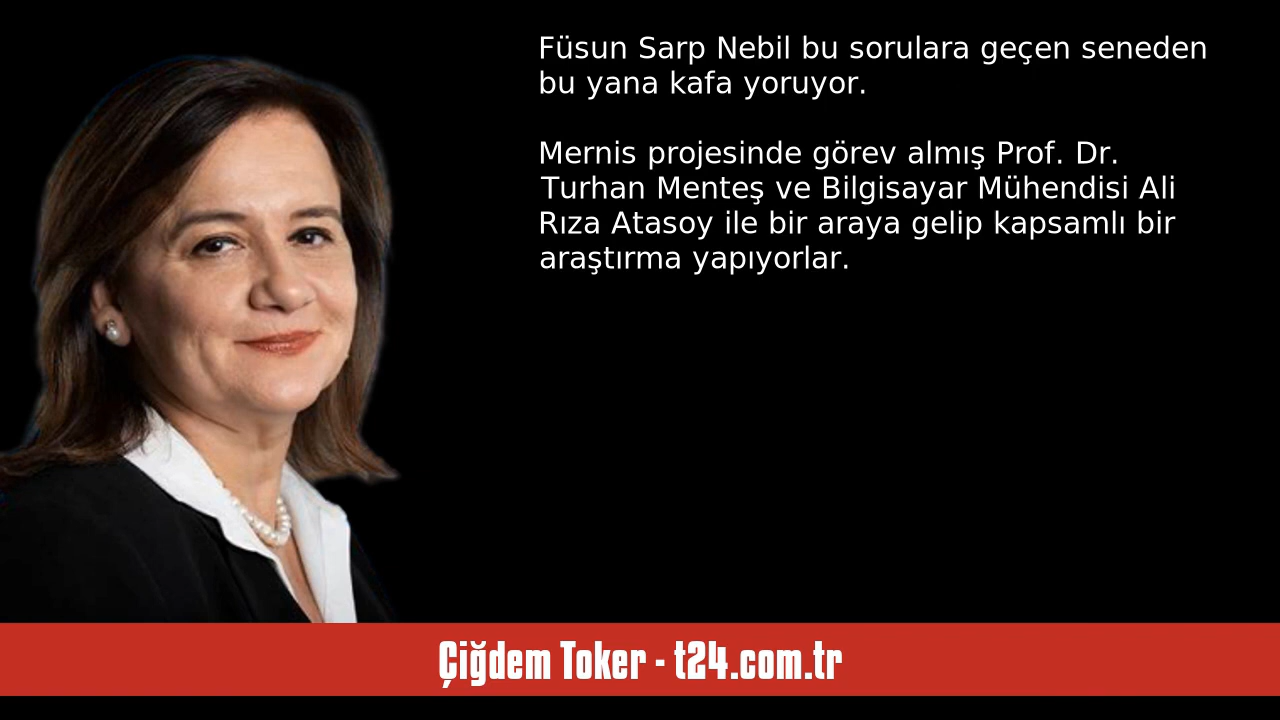 Füsun Sarp Nebil bu sorulara geçen seneden
bu yana kafa yoruyor.
Mernis projesinde görev almış Prof. Dr.
Turhan Menteş ve Bilgisayar Mühendisi Ali
Rıza Atasoy ile bir araya gelip kapsamlı bir
araştırma yapıyorlar.
Çiğdem Toker - t24.com.tr